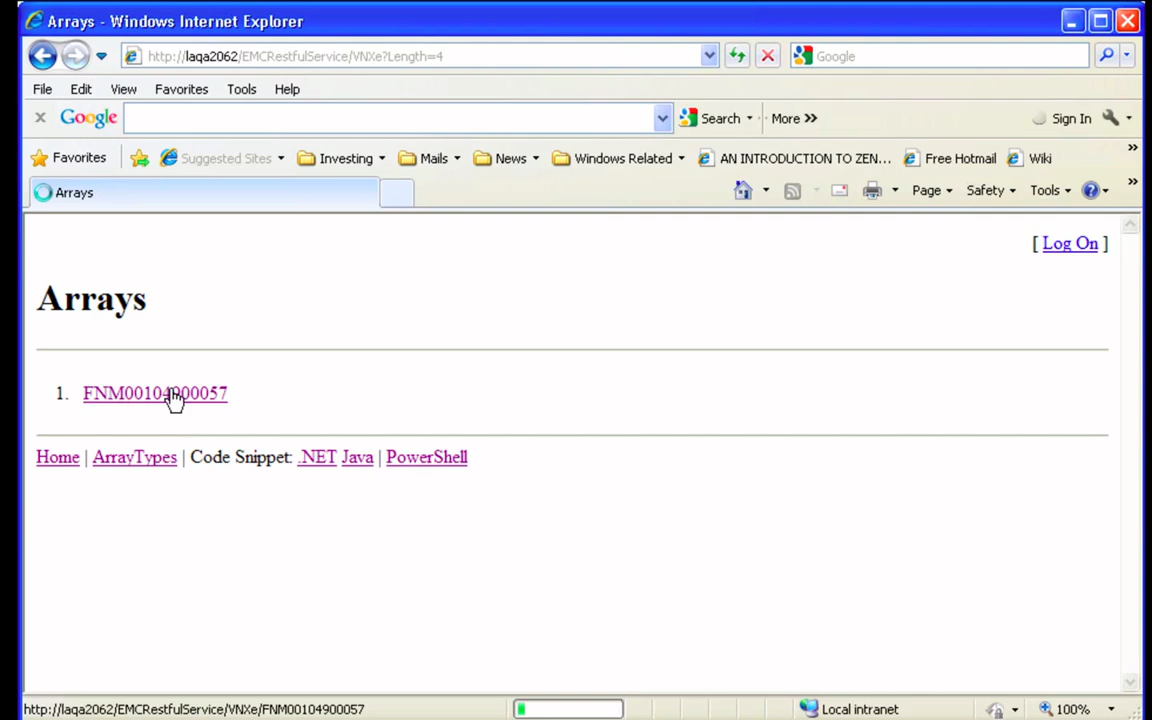 Arrays - Windows Internet Explorer
http://laqa2062/EMCRestfulService/VNXe?Length=4 Google
File Edit View Favorites Tools Help
x Google Search More >> Sign In
Favorites Suggested Sites Investing Mails News Windows Related AN INTRODUCTION TO ZEN... Free Hotmail Wiki >>
Arrays Page Safety Tools >>
[ Log On ]
Arrays
1. FNM00104900057
Home | ArrayTypes | Code Snippet: .NET Java | PowerShell
http://laqa2062/EMCRestfulService/VNXe/FNM00104900057 Local intranet 100%